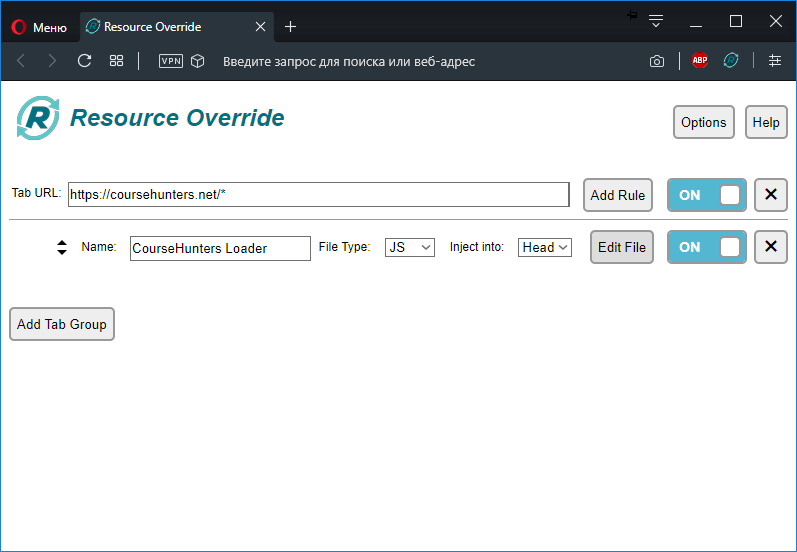 Меню
Resource Override
VPN
Введите запрос для поиска или веб-адрес
ABP
R Resource Override
Options
Help
Tab URL: https://coursehunters.net/*
Add Rule
ON
Name: CourseHunters Loader
File Type: JS
Inject into: Head
Edit File
ON
Add Tab Group